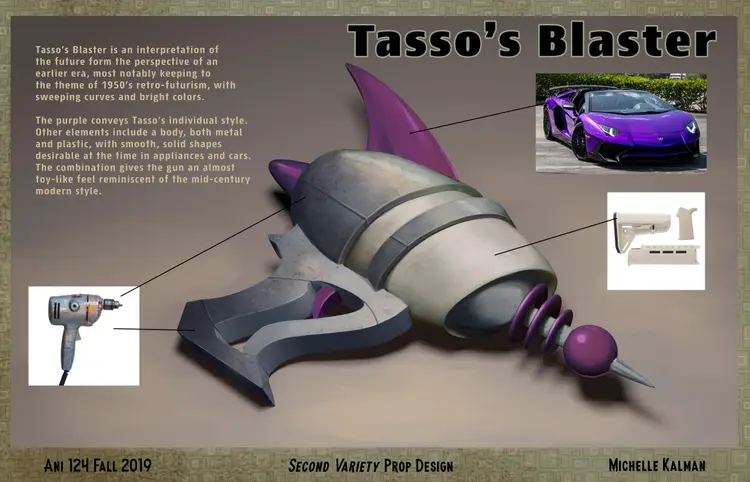 Tasso's Blaster
Tasso's Blaster is an interpretation of
the future form the perspective of an
earlier era, most notably keeping to
the theme of 1950's retro-futurism, with
sweeping curves and bright colors.
The purple conveys Tasso's individual style.
Other elements include a body, both metal
and plastic, with smooth, solid shapes
desirable at the time in appliances and cars.
The combination gives the gun an almost
toy-like feel reminiscent of the mid-century
modern style.
Ani 124 Fall 2019
Second Variety Prop Design
Michelle Kalman